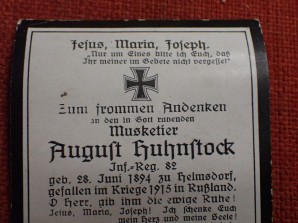 Jesus, Maria, Joseph.
„Nur um Eines bitte ich Euch, daß
Ihr meiner im Gebete nicht vergesset"
Zum frommen Andenken
an den in Gott ruhenden
Musketier
August Huhnstock
Inf.-Reg. 82
geb. 28. Juni 1894 zu Helmsdorf,
gefallen im Kriege 1915 in Rußland.
O Herr, gib ihm die ewige Ruhe!
Jesus, Maria, Joseph! Ich schenke Euch
mein Herz und meine Seele!